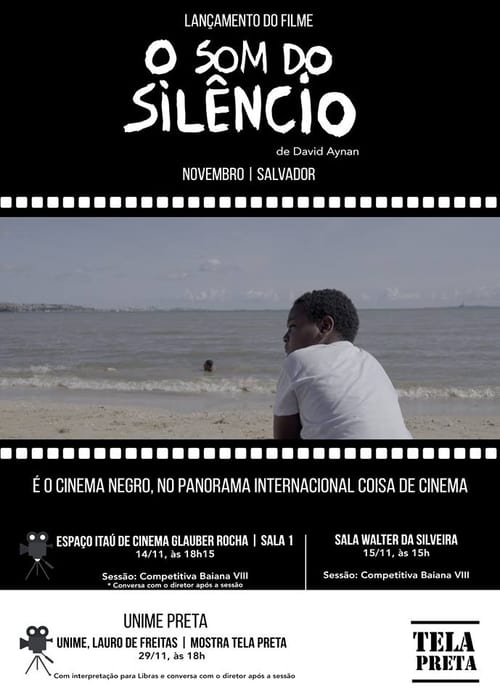 LANÇAMENTO DO FILME
O SOM DO
SILÊNCIO
de David Aynan
NOVEMBRO | SALVADOR
É O CINEMA NEGRO, NO PANORAMA INTERNACIONAL COISA DE CINEMA
ESPAÇO ITAÚ DE CINEMA GLAUBER ROCHA | SALA 1
14/11, às 18h15
Sessão: Competitiva Baiana VIII
* Conversa com o diretor após a sessão
SALA WALTER DA SILVEIRA
15/11, às 15h
Sessão: Competitiva Baiana VIII
UNIME PRETA
UNIME, LAURO DE FREITAS | MOSTRA TELA PRETA
29/11, às 18h
Com interpretação para Libras e conversa com o diretor após a sessão
TELA
PRETA